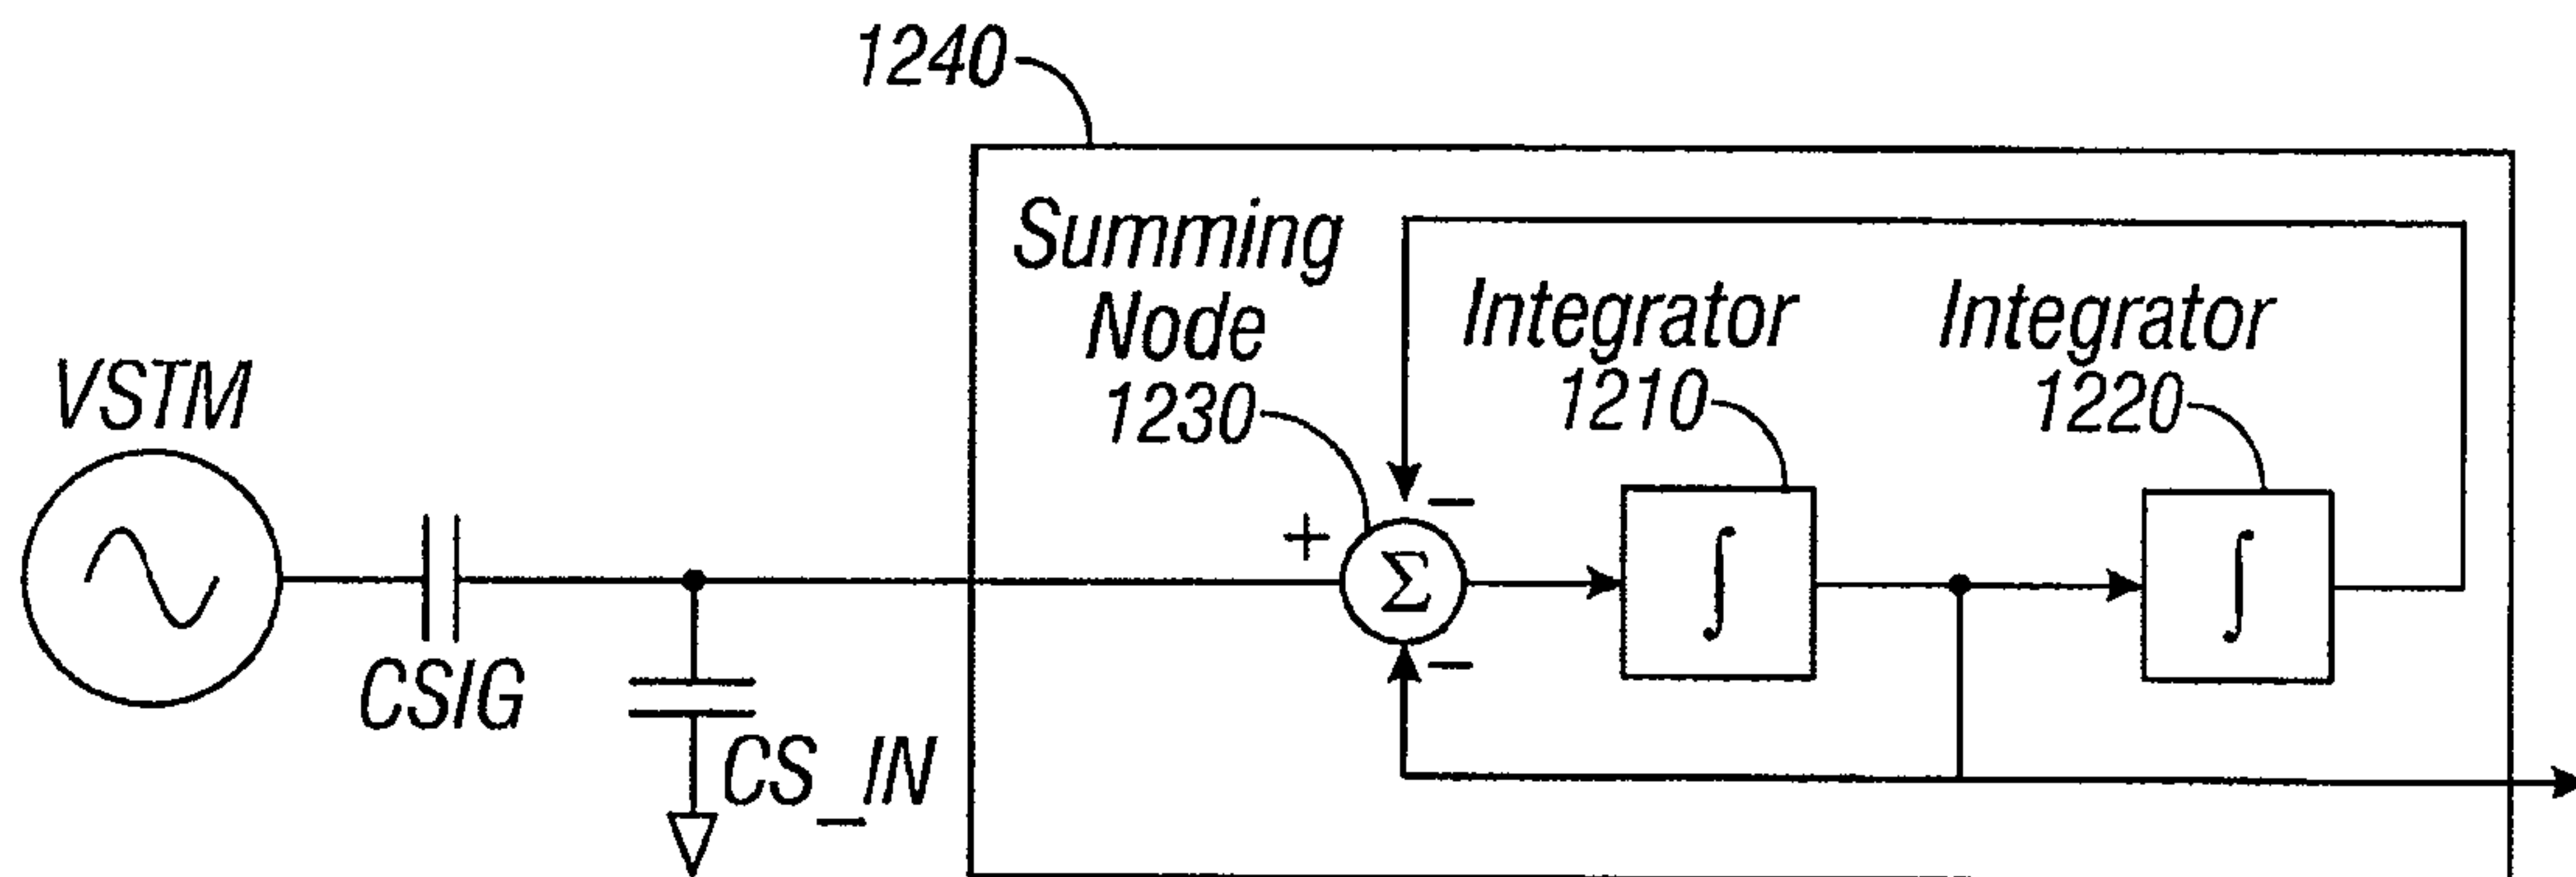 1240
Summing
Node
1230
Integrator
1210
Integrator
1220
VSTM
+
−
−
Σ
∫
∫
CSIG
CS_IN